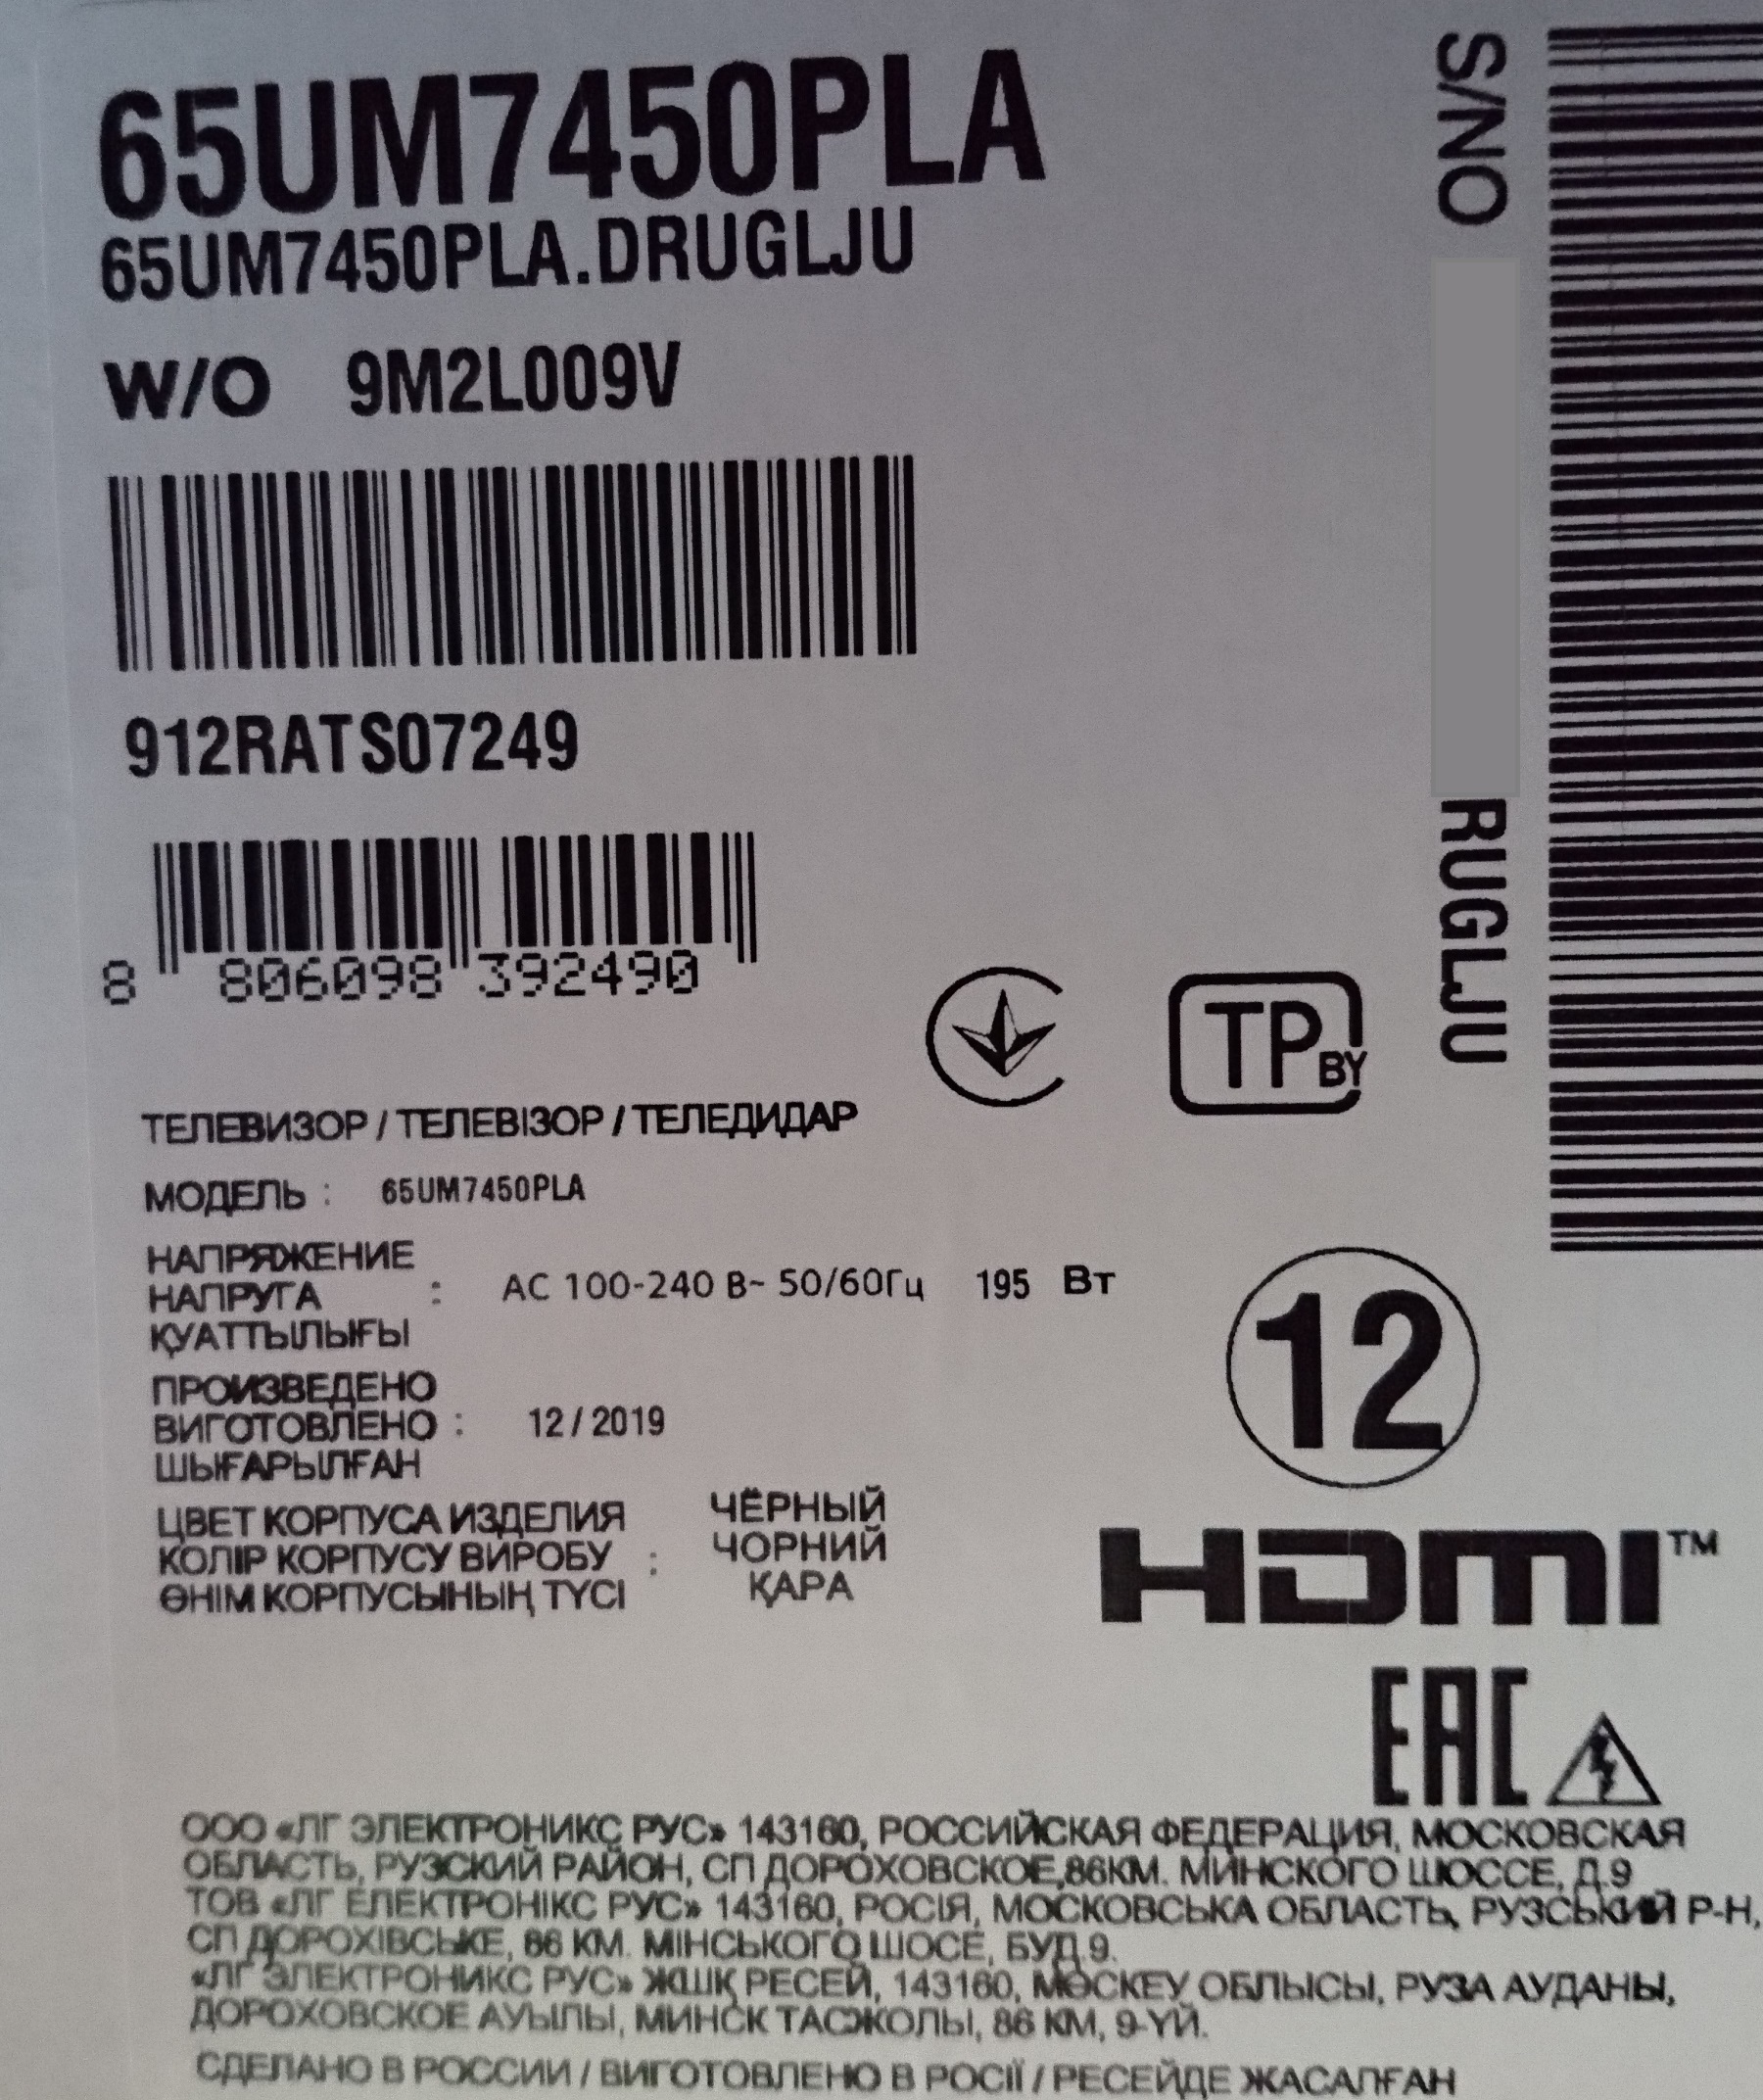 65UM7450PLA
65UM7450PLA.DRUGLJU
W/O 9M2L009V
912RATS07249
8 806098 392490
TP BY
S/NO
RUGLJU
ТЕЛЕВИЗОР / ТЕЛЕВІЗОР / ТЕЛЕДИДАР
МОДЕЛЬ : 65UM7450PLA
НАПРЯЖЕНИЕ
НАПРУГА : AC 100-240 В~ 50/60Гц 195 Вт
ҚУАТТЫЛЫҒЫ
ПРОИЗВЕДЕНО
ВИГОТОВЛЕНО : 12/2019
ШЫҒАРЫЛҒАН
12
ЦВЕТ КОРПУСА ИЗДЕЛИЯ ЧЁРНЫЙ
КОЛІР КОРПУСУ ВИРОБУ : ЧОРНИЙ
ӨНІМ КОРПУСЫНЫҢ ТҮСІ ҚАРА
HDMI™
EAC
ООО «ЛГ ЭЛЕКТРОНИКС РУС» 143160, РОССИЙСКАЯ ФЕДЕРАЦИЯ, МОСКОВСКАЯ
ОБЛАСТЬ, РУЗСКИЙ РАЙОН, СП ДОРОХОВСКОЕ,86КМ. МИНСКОГО ШОССЕ, Д.9
ТОВ «ЛГ ЕЛЕКТРОНІКС РУС» 143160, РОСІЯ, МОСКОВСЬКА ОБЛАСТЬ, РУЗСЬКИЙ Р-Н,
СП ДОРОХІВСЬКЕ, 86 КМ. МІНСЬКОГО ШОСЕ, БУД.9.
«ЛГ ЭЛЕКТРОНИКС РУС» ЖШҚ РЕСЕЙ, 143160, МӘСКЕУ ОБЛЫСЫ, РУЗА АУДАНЫ,
ДОРОХОВСКОЕ АУЫЛЫ, МИНСК ТАСЖОЛЫ, 86 КМ, 9-ҮЙ.
СДЕЛАНО В РОССИИ / ВИГОТОВЛЕНО В РОСІЇ / РЕСЕЙДЕ ЖАСАЛҒАН